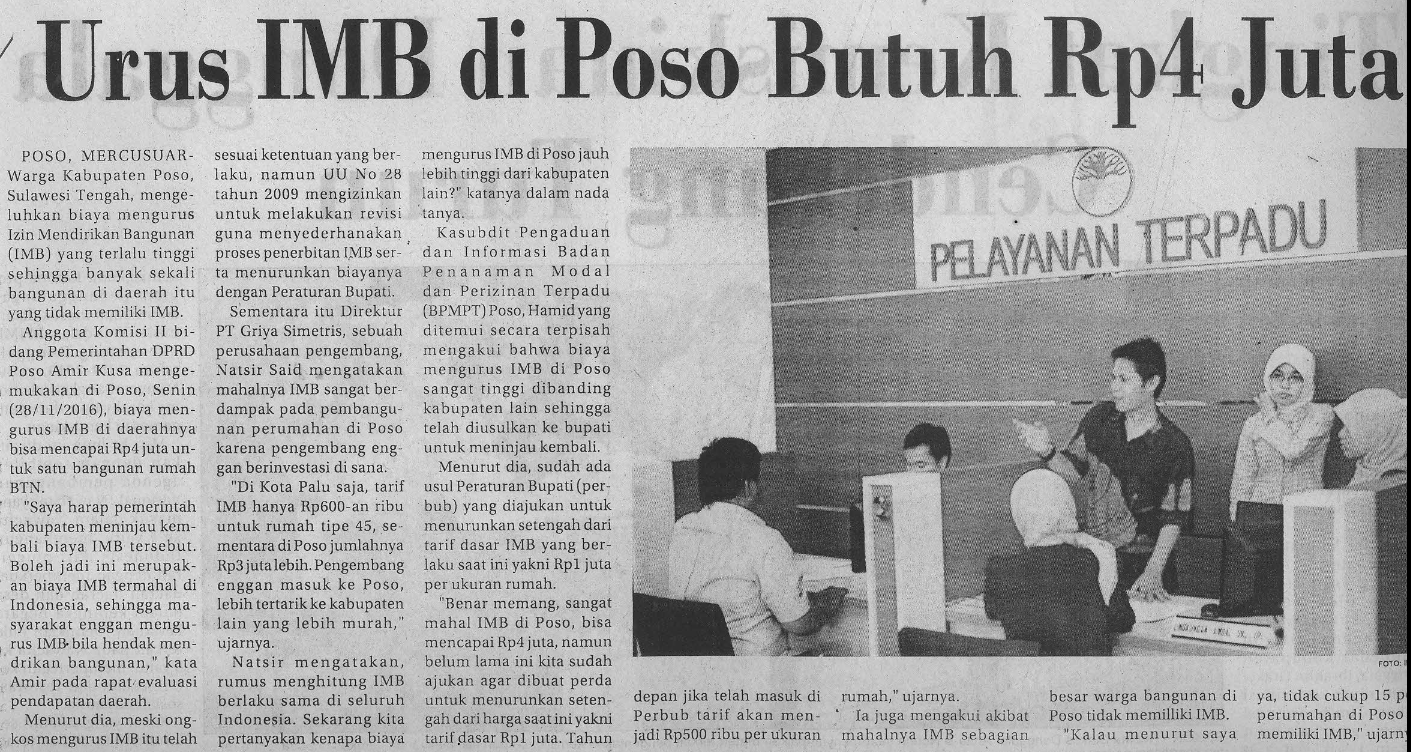 Urus IMB di Poso Butuh Rp4 Juta
POSO, MERCUSUAR-
Warga Kabupaten Poso,
Sulawesi Tengah, menge-
luhkan biaya mengurus
Izin Mendirikan Bangunan
(IMB) yang terlalu tinggi
sehingga banyak sekali
bangunan di daerah itu
yang tidak memiliki IMB.
Anggota Komisi II bi-
dang Pemerintahan DPRD
Poso Amir Kusa menge-
mukakan di Poso, Senin
(28/11/2016), biaya men-
gurus IMB di daerahnya
bisa mencapai Rp4 juta un-
tuk satu bangunan rumah
BTN.
"Saya harap pemerintah
kabupaten meninjau kem-
bali biaya IMB tersebut.
Boleh jadi ini merupak-
an biaya IMB termahal di
Indonesia, sehingga ma-
syarakat enggan mengu-
rus IMB bila hendak men-
drikan bangunan," kata
Amir pada rapat evaluasi
pendapatan daerah.
Menurut dia, meski ong-
kos mengurus IMB itu telah
sesuai ketentuan yang ber-
laku, namun UU No 28
tahun 2009 mengizinkan
untuk melakukan revisi
guna menyederhanakan
proses penerbitan IMB ser-
ta menurunkan biayanya
dengan Peraturan Bupati.
Sementara itu Direktur
PT Griya Simetris, sebuah
perusahaan pengembang,
Natsir Said mengatakan
mahalnya IMB sangat ber-
dampak pada pembangu-
nan perumahan di Poso
karena pengembang eng-
gan berinvestasi di sana.
"Di Kota Palu saja, tarif
IMB hanya Rp600-an ribu
untuk rumah tipe 45, se-
mentara di Poso jumlahnya
Rp3 juta lebih. Pengembang
enggan masuk ke Poso,
lebih tertarik ke kabupaten
lain yang lebih murah,"
ujarnya.
Natsir mengatakan,
rumus menghitung IMB
berlaku sama di seluruh
Indonesia. Sekarang kita
pertanyakan kenapa biaya
mengurus IMB di Poso jauh
lebih tinggi dari kabupaten
lain?" katanya dalam nada
tanya.
Kasubdit Pengaduan
dan Informasi Badan
Penanaman Modal
dan Perizinan Terpadu
(BPMPT) Poso, Hamid yang
ditemui secara terpisah
mengakui bahwa biaya
mengurus IMB di Poso
sangat tinggi dibanding
kabupaten lain sehingga
telah diusulkan ke bupati
untuk meninjau kembali.
Menurut dia, sudah ada
usul Peraturan Bupati (per-
bub) yang diajukan untuk
menurunkan setengah dari
tarif dasar IMB yang ber-
laku saat ini yakni Rp1 juta
per ukuran rumah.
"Benar memang, sangat
mahal IMB di Poso, bisa
mencapai Rp4 juta, namun
belum lama ini kita sudah
ajukan agar dibuat perda
untuk menurunkan seten-
gah dari harga saat ini yakni
tarif dasar Rp1 juta. Tahun
PELAYANAN TERPADU
FOTO:
depan jika telah masuk di
Perbub tarif akan men-
jadi Rp500 ribu per ukuran
rumah," ujarnya.
Ia juga mengakui akibat
mahalnya IMB sebagian
besar warga bangunan di
Poso tidak memilliki IMB.
"Kalau menurut saya
ya, tidak cukup 15 p
perumahan di Poso
memiliki IMB," ujarn